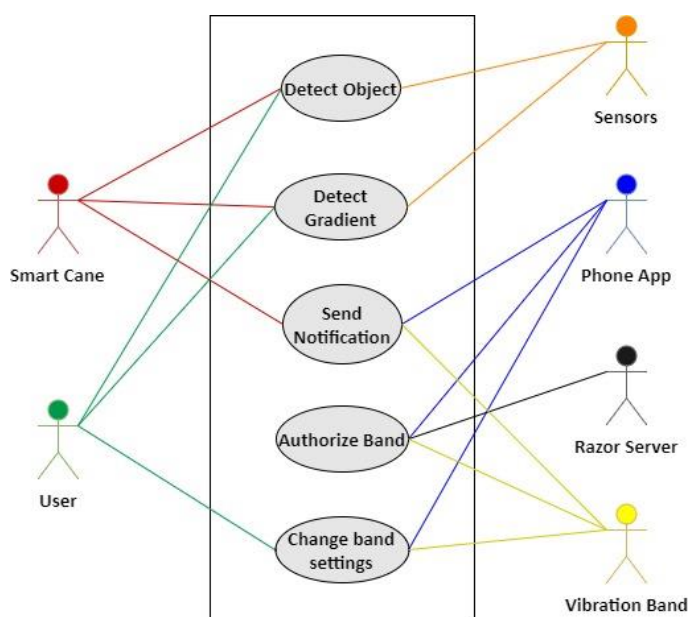 Detect Object
Sensors
Detect
Gradient
Smart Cane
Phone App
Send
Notification
Authorize Band
Razor Server
User
Change band
settings
Vibration Band